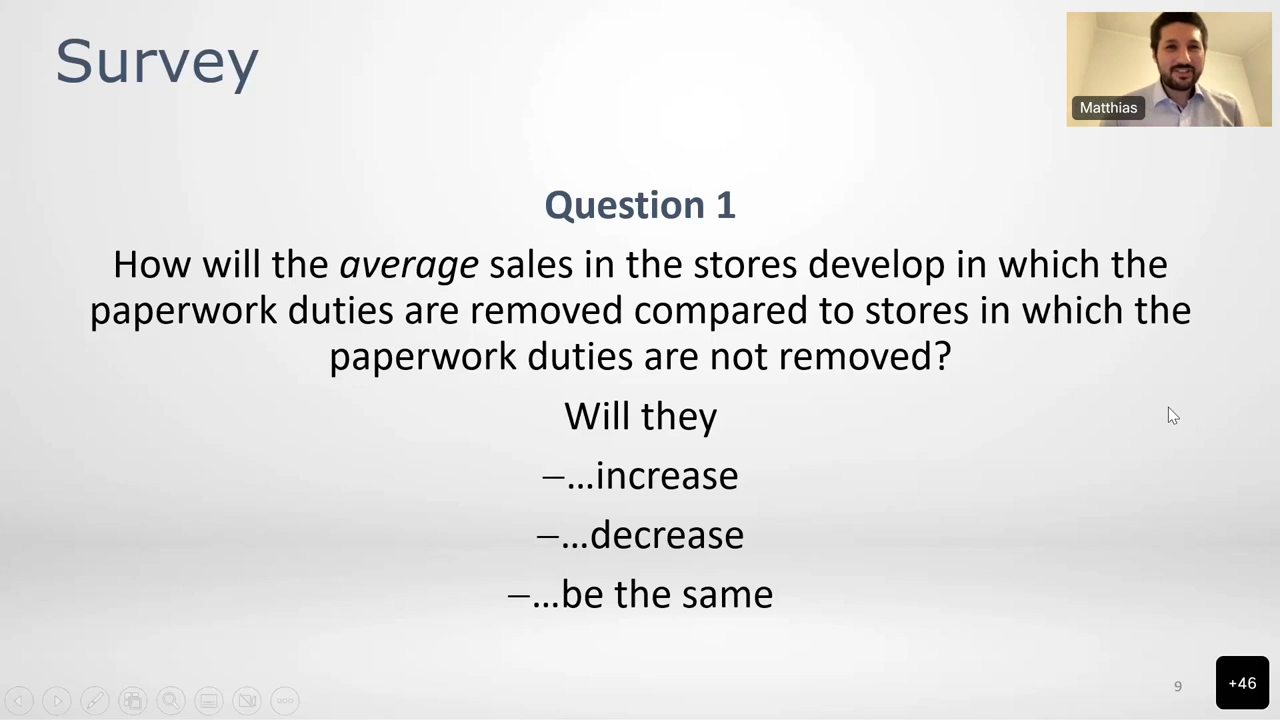 Survey
Matthias
Question 1
How will the average sales in the stores develop in which the
paperwork duties are removed compared to stores in which the
paperwork duties are not removed?
Will they
–...increase
–...decrease
–...be the same
9
+46